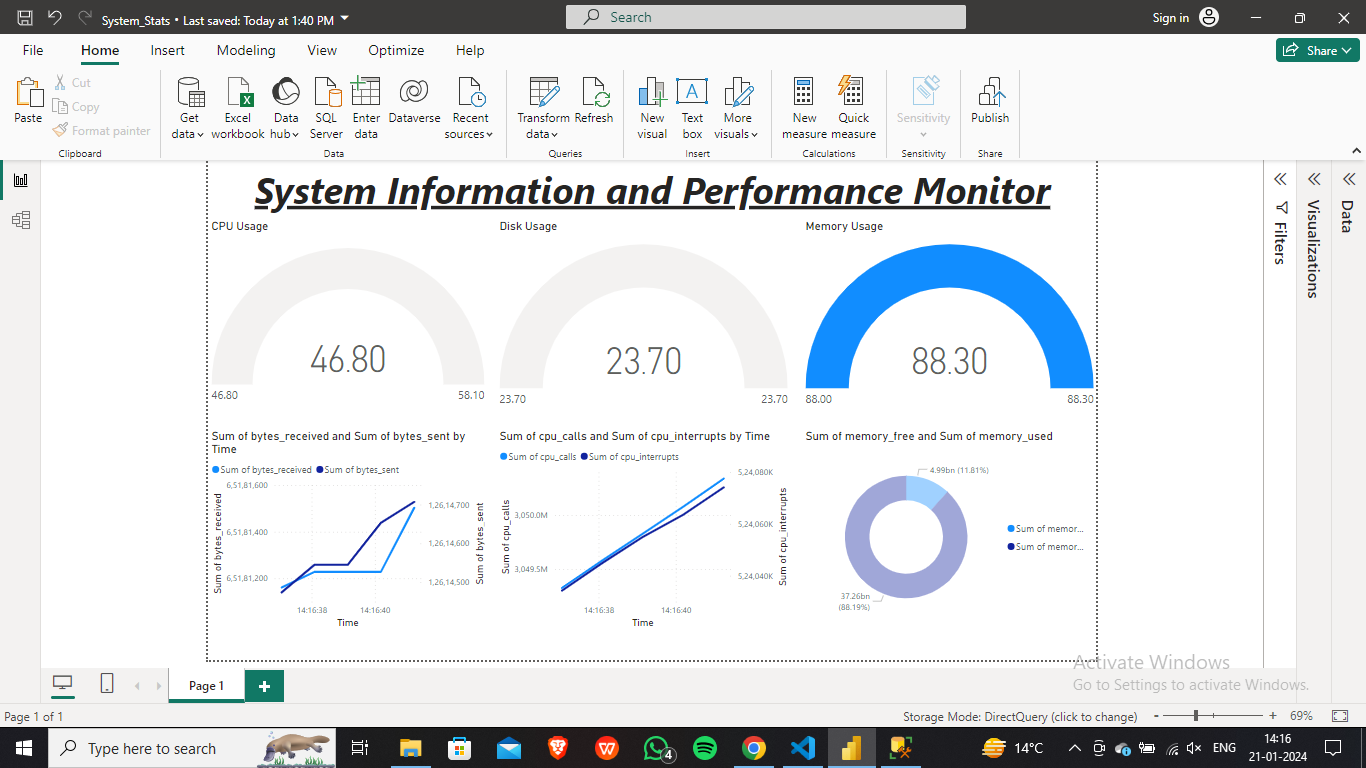 System_Stats • Last saved: Today at 1:40 PM
Search
Sign in
File Home Insert Modeling View Optimize Help
Share
Paste
Cut
Copy
Format painter
Clipboard
Get data
Excel workbook
Data hub
SQL Server
Enter data
Dataverse
Recent sources
Data
Transform data
Refresh
Queries
New visual
Text box
More visuals
Insert
New measure
Quick measure
Calculations
Sensitivity
Sensitivity
Publish
Share
System Information and Performance Monitor
CPU Usage
46.80
46.80
58.10
Disk Usage
23.70
23.70
23.70
Memory Usage
88.30
88.00
88.30
Sum of bytes_received and Sum of bytes_sent by
Time
Sum of bytes_received Sum of bytes_sent
Sum of bytes_received
6,51,81,600
6,51,81,400
6,51,81,200
1,26,14,700
1,26,14,600
1,26,14,500
Sum of bytes_sent
14:16:38 14:16:40
Time
Sum of cpu_calls and Sum of cpu_interrupts by Time
Sum of cpu_calls Sum of cpu_interrupts
Sum of cpu_calls
3,050.0M
3,049.5M
5,24,080K
5,24,060K
5,24,040K
Sum of cpu_interrupts
14:16:38 14:16:40
Time
Sum of memory_free and Sum of memory_used
4.99bn (11.81%)
37.26bn
(88.19%)
Sum of memor...
Sum of memor...
Filters
Visualizations
Data
Activate Windows
Go to Settings to activate Windows.
Page 1
+
Page 1 of 1
Storage Mode: DirectQuery (click to change)
- + 69%
Type here to search
4
14°C
ENG
14:16
21-01-2024